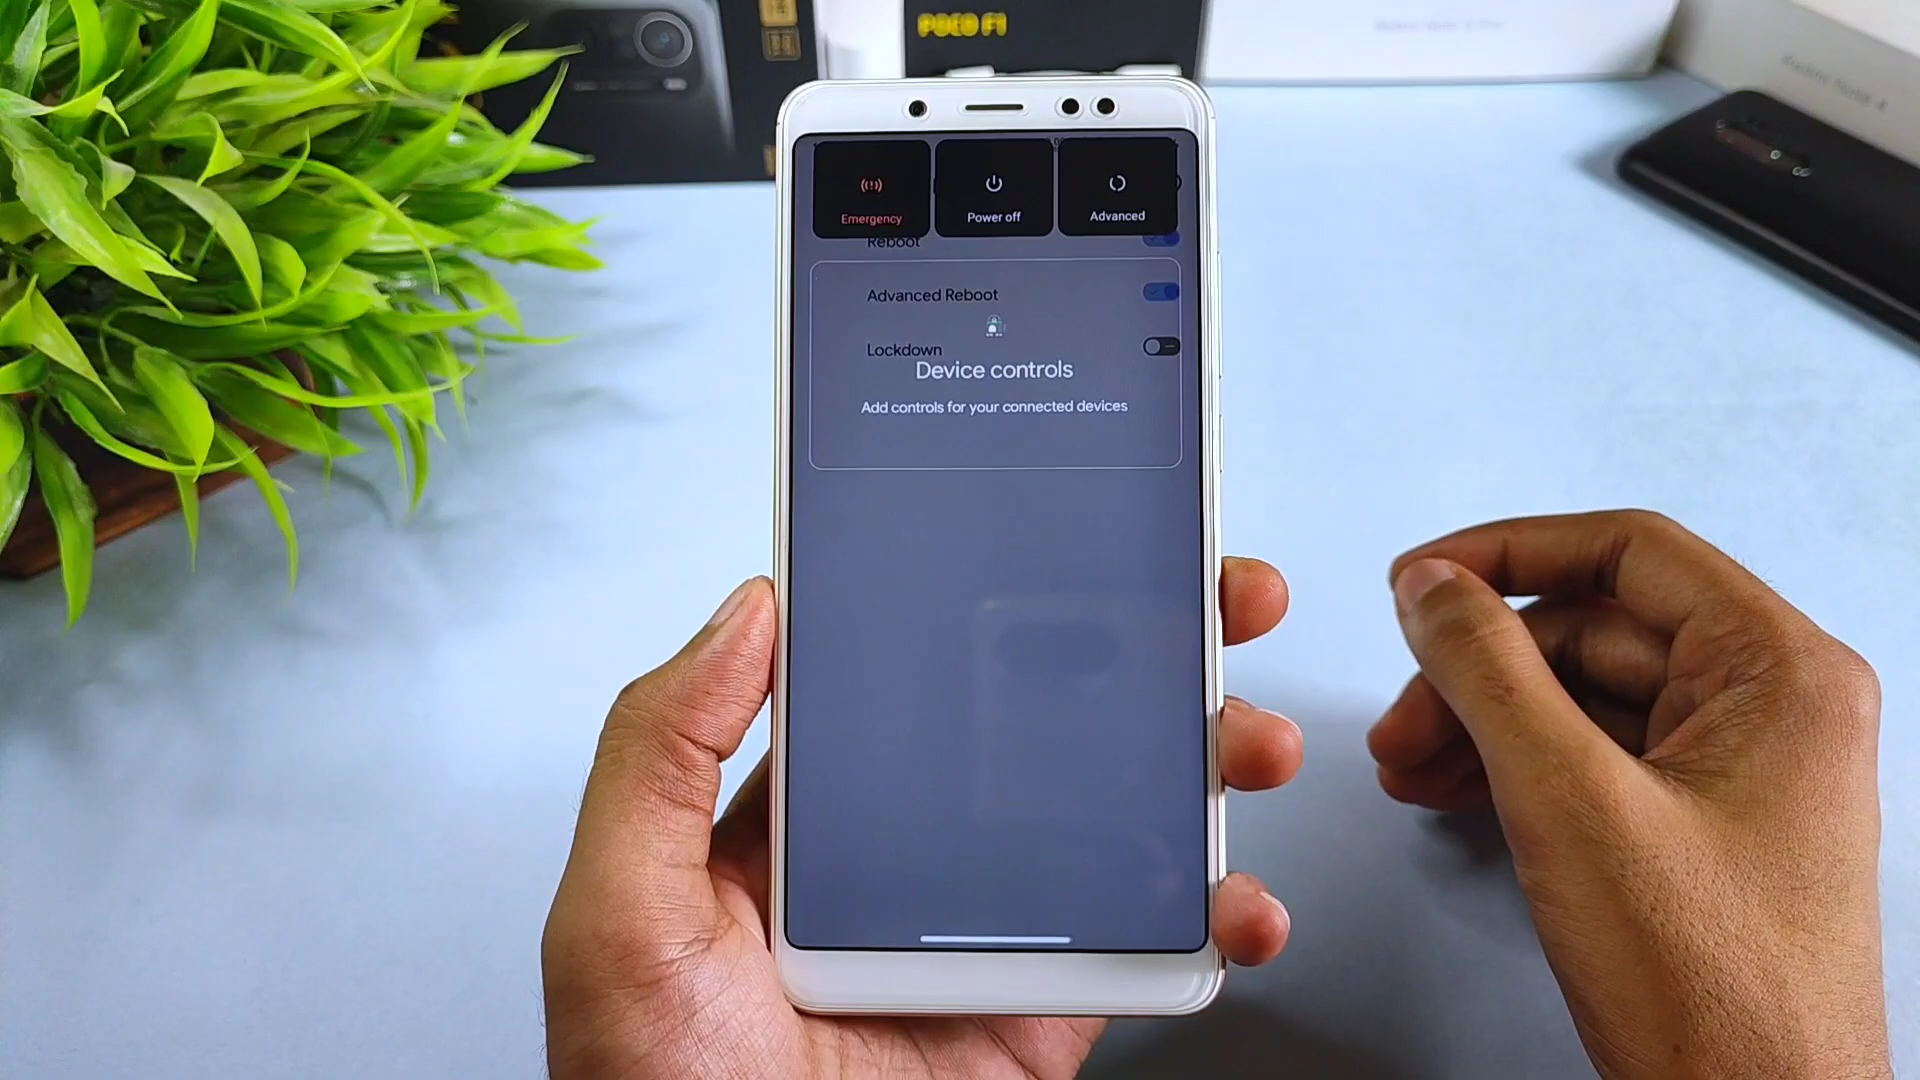 POCO F1
Emergency
Power off
Advanced
Reboot
Advanced Reboot
Lockdown
Device controls
Add controls for your connected devices